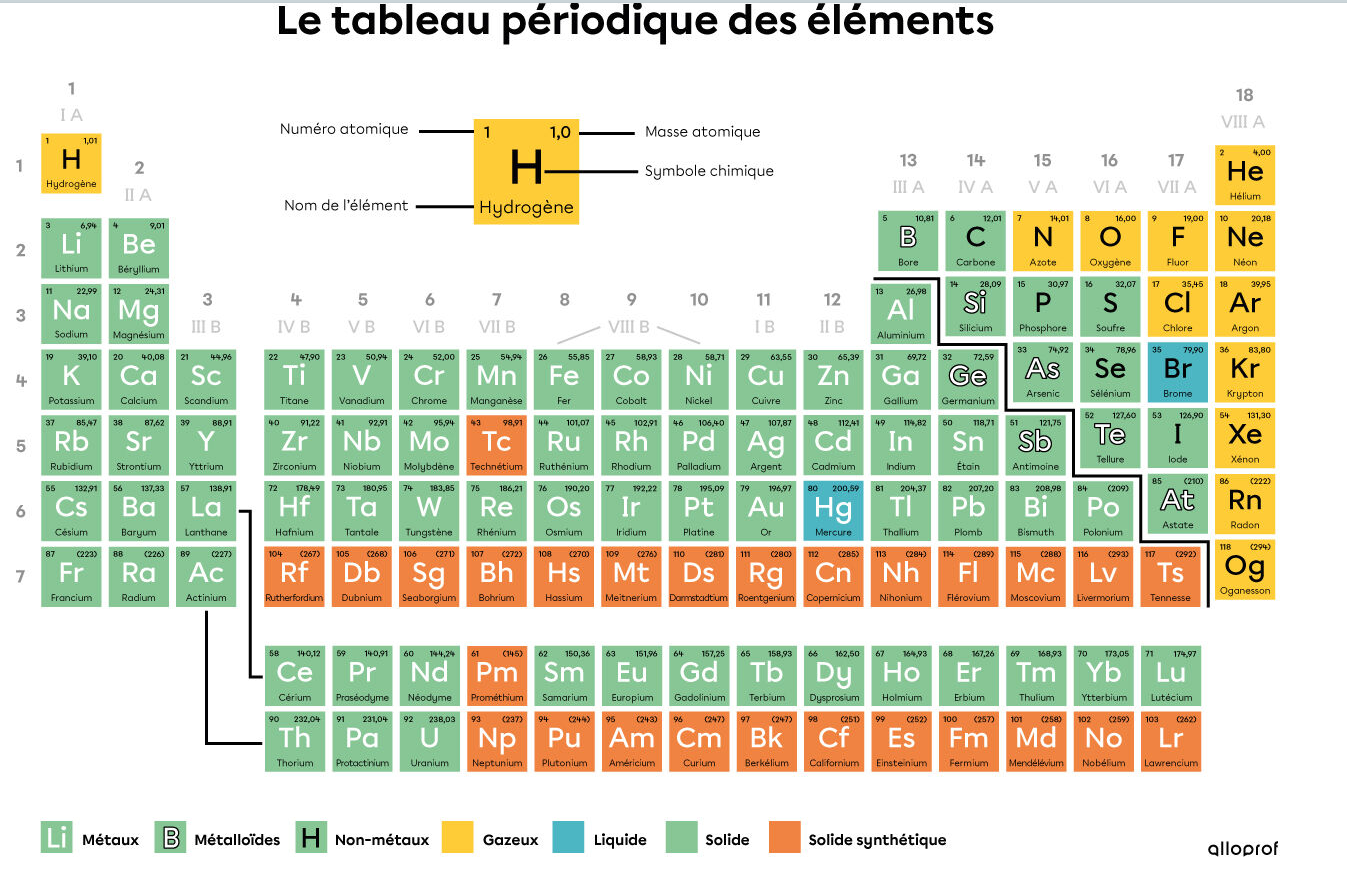 Le tableau périodique des éléments
1
I A
18
VIII A
Numéro atomique
1 1,0
Masse atomique
H
Symbole chimique
Nom de l'élément
Hydrogène
2
II A
13 14 15 16 17
III A IV A V A VI A VII A
1
1 1,01 2 4,00
H He
Hydrogène Hélium
2
3 6,94 4 9,01 5 10,81 6 12,01 7 14,01 8 16,00 9 19,00 10 20,18
Li Be B C N O F Ne
Lithium Béryllium Bore Carbone Azote Oxygène Fluor Néon
3 4 5 6 7 8 9 10 11 12
III B IV B V B VI B VII B VIII B I B II B
3
11 22,99 12 24,31 13 26,98 14 28,09 15 30,97 16 32,07 17 35,45 18 39,95
Na Mg Al Si P S Cl Ar
Sodium Magnésium Aluminium Silicium Phosphore Soufre Chlore Argon
4
19 39,10 20 40,08 21 44,96 22 47,90 23 50,94 24 52,00 25 54,94 26 55,85 27 58,93 28 58,71 29 63,55 30 65,39 31 69,72 32 72,59 33 74,92 34 78,96 35 79,90 36 83,80
K Ca Sc Ti V Cr Mn Fe Co Ni Cu Zn Ga Ge As Se Br Kr
Potassium Calcium Scandium Titane Vanadium Chrome Manganèse Fer Cobalt Nickel Cuivre Zinc Gallium Germanium Arsenic Sélénium Brome Krypton
5
37 85,47 38 87,62 39 88,91 40 91,22 41 92,91 42 95,94 43 98,91 44 101,07 45 102,91 46 106,40 47 107,87 48 112,41 49 114,82 50 118,71 51 121,75 52 127,60 53 126,90 54 131,30
Rb Sr Y Zr Nb Mo Tc Ru Rh Pd Ag Cd In Sn Sb Te I Xe
Rubidium Strontium Yttrium Zirconium Niobium Molybdène Technétium Ruthénium Rhodium Palladium Argent Cadmium Indium Étain Antimoine Tellure Iode Xénon
6
55 132,91 56 137,33 57 138,91 72 178,49 73 180,95 74 183,85 75 186,21 76 190,20 77 192,22 78 195,09 79 196,97 80 200,59 81 204,37 82 207,20 83 208,98 84 (209) 85 (210) 86 (222)
Cs Ba La Hf Ta W Re Os Ir Pt Au Hg Tl Pb Bi Po At Rn
Césium Baryum Lanthane Hafnium Tantale Tungstène Rhénium Osmium Iridium Platine Or Mercure Thallium Plomb Bismuth Polonium Astate Radon
7
87 (223) 88 (226) 89 (227) 104 (267) 105 (268) 106 (271) 107 (272) 108 (270) 109 (276) 110 (281) 111 (280) 112 (285) 113 (284) 114 (289) 115 (288) 116 (293) 117 (292) 118 (294)
Fr Ra Ac Rf Db Sg Bh Hs Mt Ds Rg Cn Nh Fl Mc Lv Ts Og
Francium Radium Actinium Rutherfordium Dubnium Seaborgium Bohrium Hassium Meitnerium Darmstadtium Roentgenium Copernicium Nihonium Flérovium Moscovium Livermorium Tennesse Oganesson
58 140,12 59 140,91 60 144,24 61 (145) 62 150,36 63 151,96 64 157,25 65 158,93 66 162,50 67 164,93 68 167,26 69 168,93 70 173,05 71 174,97
Ce Pr Nd Pm Sm Eu Gd Tb Dy Ho Er Tm Yb Lu
Cérium Praséodyme Néodyme Prométhium Samarium Europium Gadolinium Terbium Dysprosium Holmium Erbium Thulium Ytterbium Lutécium
90 232,04 91 231,04 92 238,03 93 (237) 94 (244) 95 (243) 96 (247) 97 (247) 98 (251) 99 (252) 100 (257) 101 (258) 102 (259) 103 (262)
Th Pa U Np Pu Am Cm Bk Cf Es Fm Md No Lr
Thorium Protactinium Uranium Neptunium Plutonium Américium Curium Berkélium Californium Einsteinium Fermium Mendélévium Nobélium Lawrencium
Li Métaux B Métalloïdes H Non-métaux Gazeux Liquide Solide Solide synthétique
alloprof